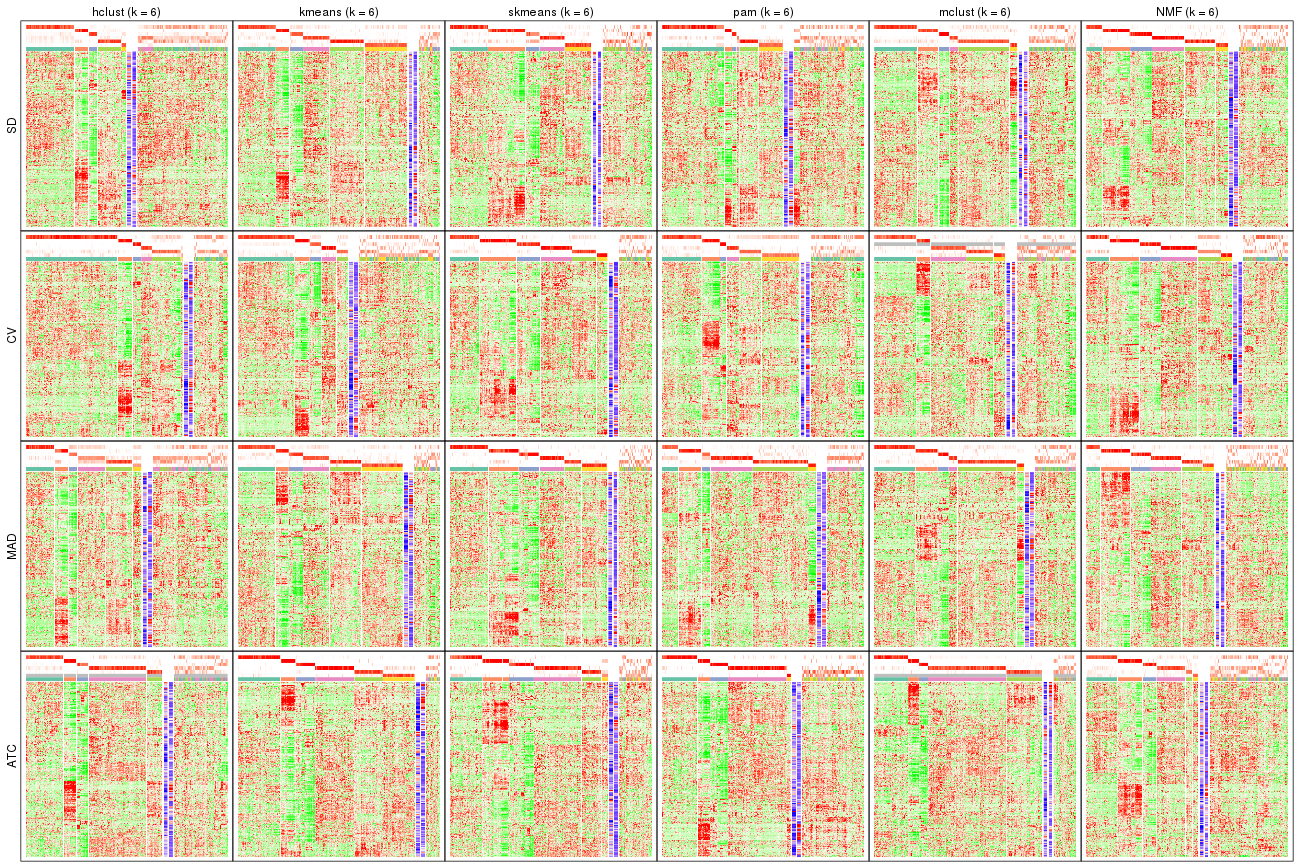 hclust (k = 6)
kmeans (k = 6)
skmeans (k = 6)
pam (k = 6)
mclust (k = 6)
NMF (k = 6)
SD
CV
MAD
ATC